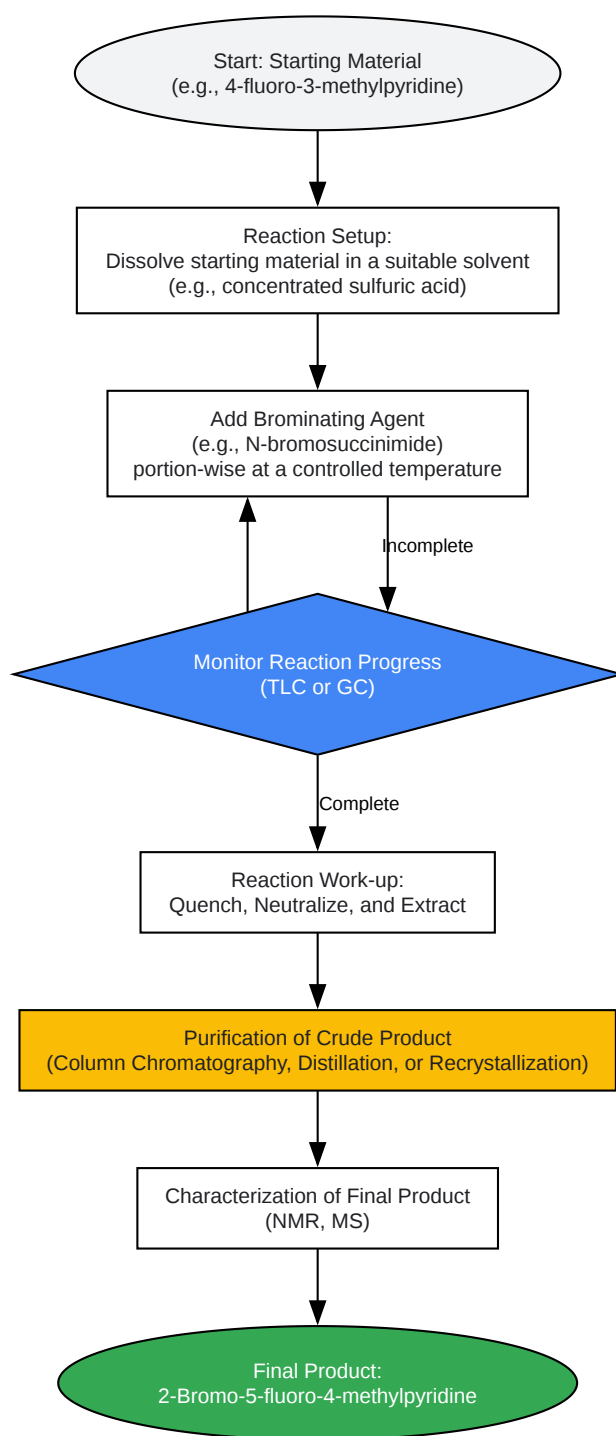 Start: Starting Material
(e.g., 4-fluoro-3-methylpyridine)
Reaction Setup:
Dissolve starting material in a suitable solvent
(e.g., concentrated sulfuric acid)
Add Brominating Agent
(e.g., N-bromosuccinimide)
portion-wise at a controlled temperature
Incomplete
Monitor Reaction Progress
(TLC or GC)
Complete
Reaction Work-up:
Quench, Neutralize, and Extract
Purification of Crude Product
(Column Chromatography, Distillation, or Recrystallization)
Characterization of Final Product
(NMR, MS)
Final Product:
2-Bromo-5-fluoro-4-methylpyridine